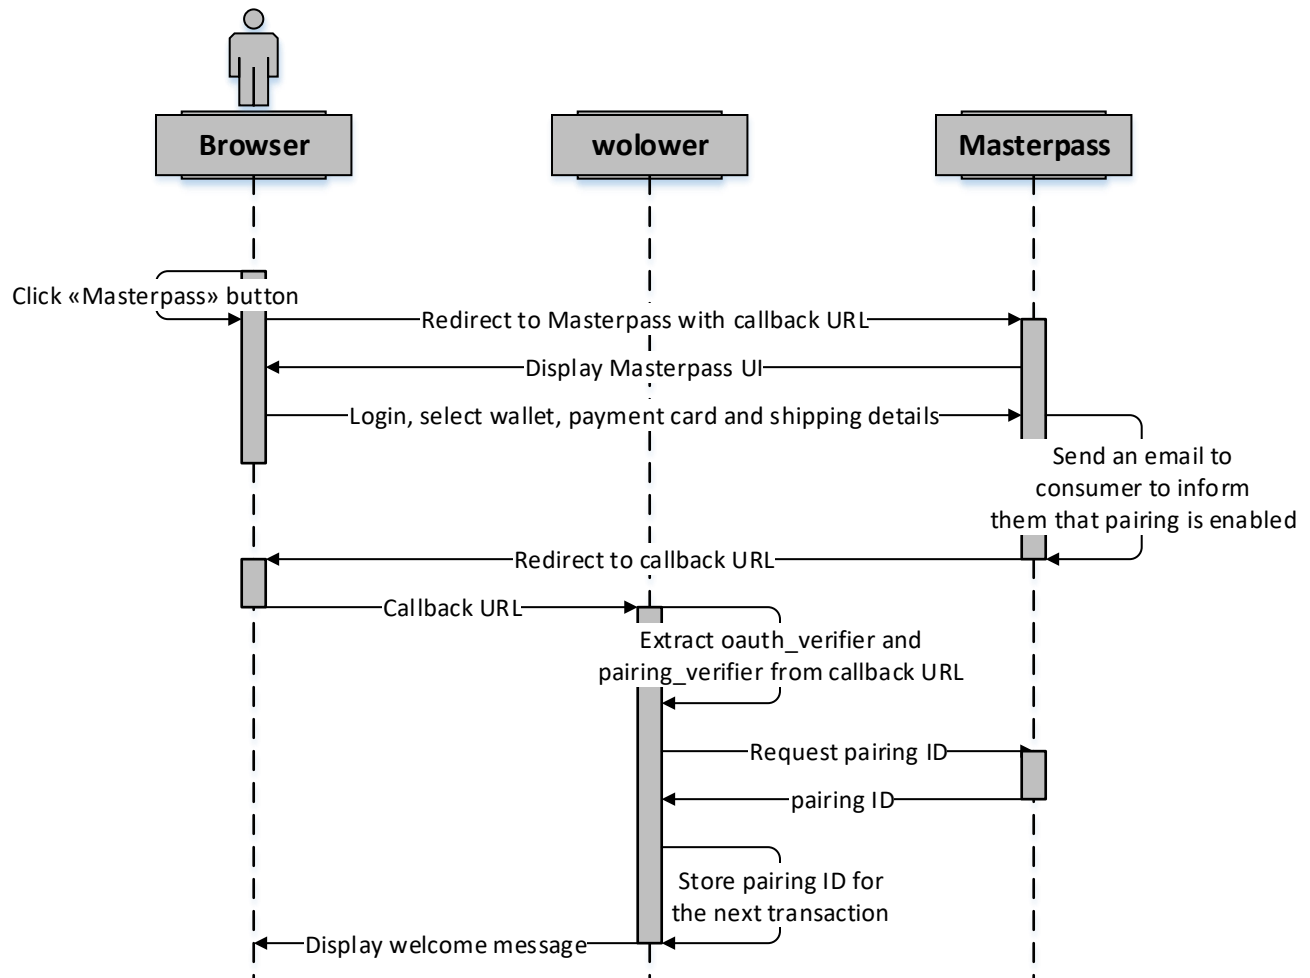 Browser
wolower
Masterpass
Click «Masterpass» button
Redirect to Masterpass with callback URL
Display Masterpass UI
Login, select wallet, payment card and shipping details
Send an email to
consumer to inform
them that pairing is enabled
Redirect to callback URL
Callback URL
Extract oauth_verifier and
pairing_verifier from callback URL
Request pairing ID
pairing ID
Store pairing ID for
the next transaction
Display welcome message